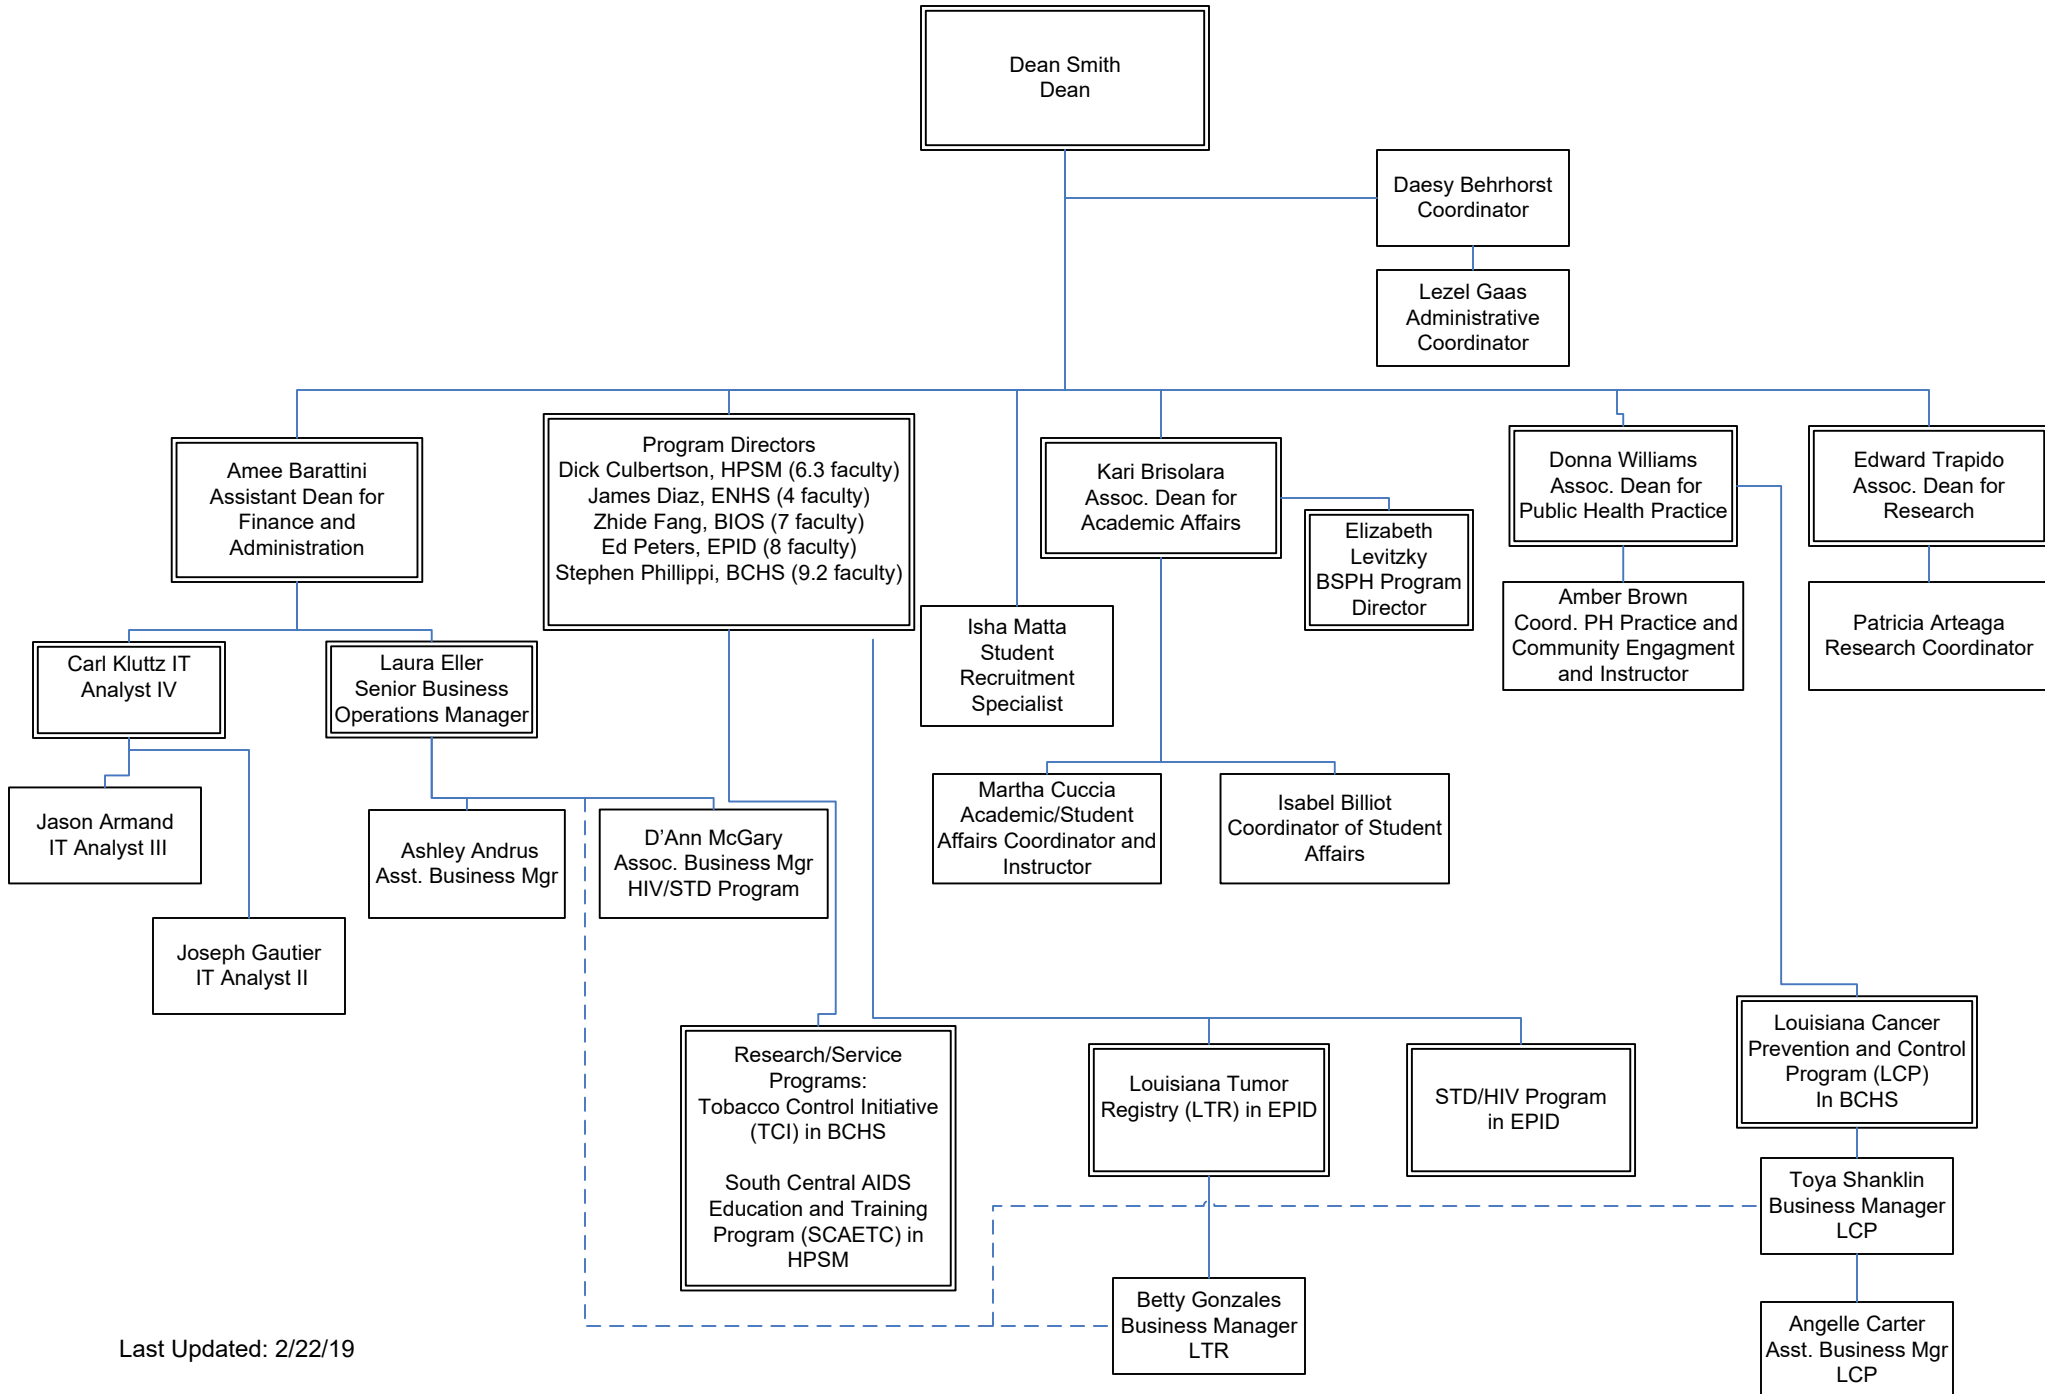 Dean Smith
Dean
Daesy Behrhorst
Coordinator
Lezel Gaas
Administrative
Coordinator
Amee Barattini
Assistant Dean for
Finance and
Administration
Program Directors
Dick Culbertson, HPSM (6.3 faculty)
James Diaz, ENHS (4 faculty)
Zhide Fang, BIOS (7 faculty)
Ed Peters, EPID (8 faculty)
Stephen Phillippi, BCHS (9.2 faculty)
Kari Brisolara
Assoc. Dean for
Academic Affairs
Elizabeth
Levitzky
BSPH Program
Director
Donna Williams
Assoc. Dean for
Public Health Practice
Edward Trapido
Assoc. Dean for
Research
Carl Kluttz IT
Analyst IV
Laura Eller
Senior Business
Operations Manager
Isha Matta
Student
Recruitment
Specialist
Amber Brown
Coord. PH Practice and
Community Engagment
and Instructor
Patricia Arteaga
Research Coordinator
Jason Armand
IT Analyst III
Ashley Andrus
Asst. Business Mgr
D’Ann McGary
Assoc. Business Mgr
HIV/STD Program
Martha Cuccia
Academic/Student
Affairs Coordinator and
Instructor
Isabel Billiot
Coordinator of Student
Affairs
Joseph Gautier
IT Analyst II
Research/Service
Programs:
Tobacco Control Initiative
(TCI) in BCHS
South Central AIDS
Education and Training
Program (SCAETC) in
HPSM
Louisiana Tumor
Registry (LTR) in EPID
STD/HIV Program
in EPID
Louisiana Cancer
Prevention and Control
Program (LCP)
In BCHS
Toya Shanklin
Business Manager
LCP
Betty Gonzales
Business Manager
LTR
Angelle Carter
Asst. Business Mgr
LCP
Last Updated: 2/22/19